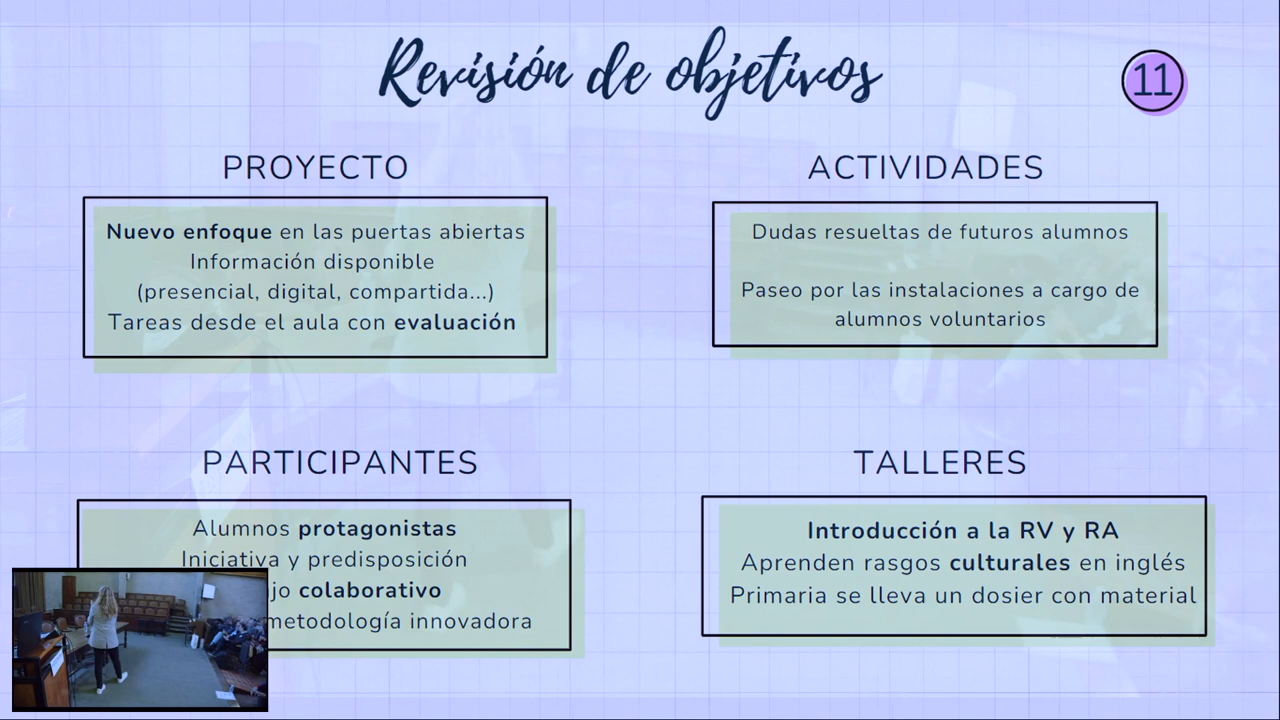 Revisión de objetivos
11
PROYECTO
Nuevo enfoque en las puertas abiertas
Información disponible
(presencial, digital, compartida...)
Tareas desde el aula con evaluación
ACTIVIDADES
Dudas resueltas de futuros alumnos
Paseo por las instalaciones a cargo de
alumnos voluntarios
PARTICIPANTES
Alumnos protagonistas
Iniciativa y predisposición
colaborativo
metodología innovadora
TALLERES
Introducción a la RV y RA
Aprenden rasgos culturales en inglés
Primaria se lleva un dosier con material